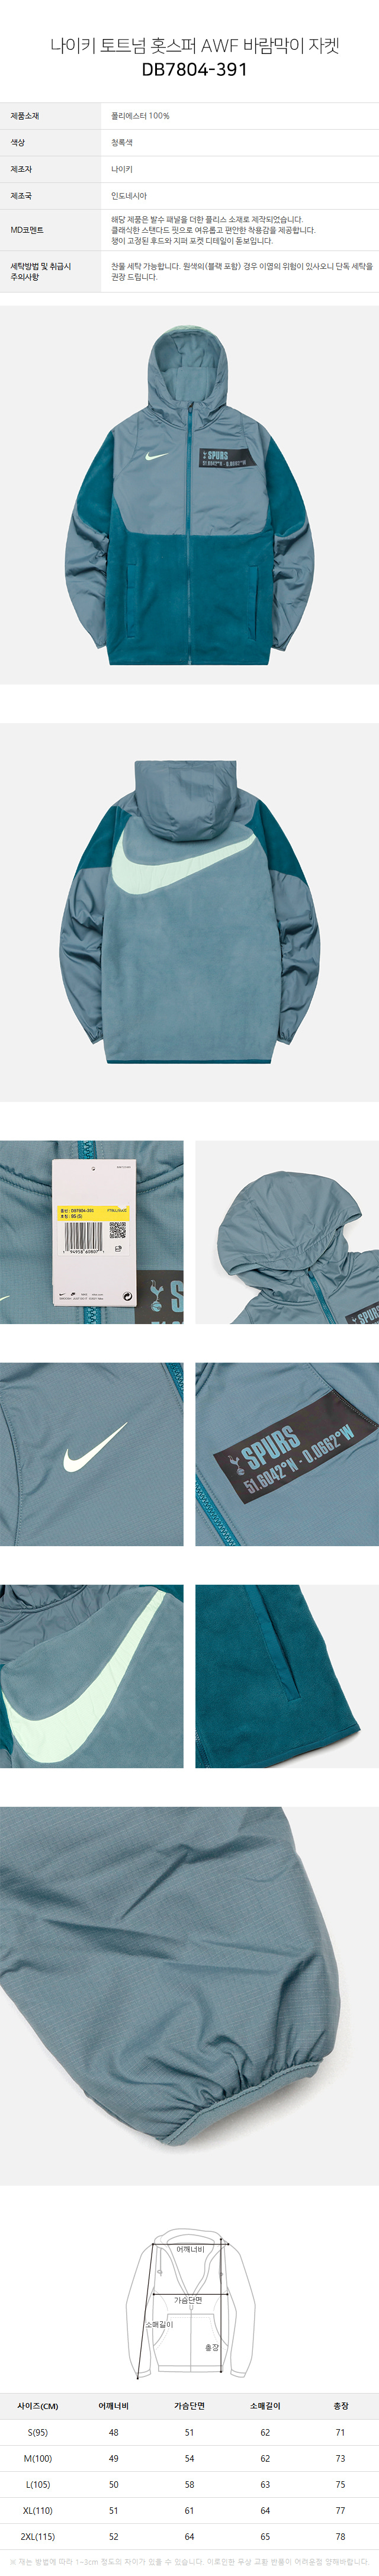 나이키 토트넘 홋스퍼 AWF 바람막이 자켓
DB7804-391
제품소재 폴리에스터 100%
색상 청록색
제조자 나이키
제조국 인도네시아
MD코멘트
해당 제품은 발수 패널을 더한 플리스 소재로 제작되었습니다.
클래식한 스탠다드 핏으로 여유롭고 편안한 착용감을 제공합니다.
챙이 고정된 후드와 지퍼 포켓 디테일이 돋보입니다.
세탁방법 및 취급시
주의사항
찬물 세탁 가능합니다. 원색의(블랙 포함) 경우 이염의 위험이 있사오니 단독 세탁을
권장 드립니다.
SPURS
51.6042°N - 0.0662°W
DB7804-391
SPURS
SPURS
51.6042°N - 0.0662°W
어깨너비
가슴단면
소매길이
총장
사이즈(CM) 어깨너비 가슴단면 소매길이 총장
S(95) 48 51 62 71
M(100) 49 54 62 73
L(105) 50 58 63 75
XL(110) 51 61 64 77
2XL(115) 52 64 65 78
※ 재는 방법에 따라 1~3cm 정도의 차이가 있을 수 있습니다. 이로인한 무상 교환 반품이 어려운점 양해바랍니다.